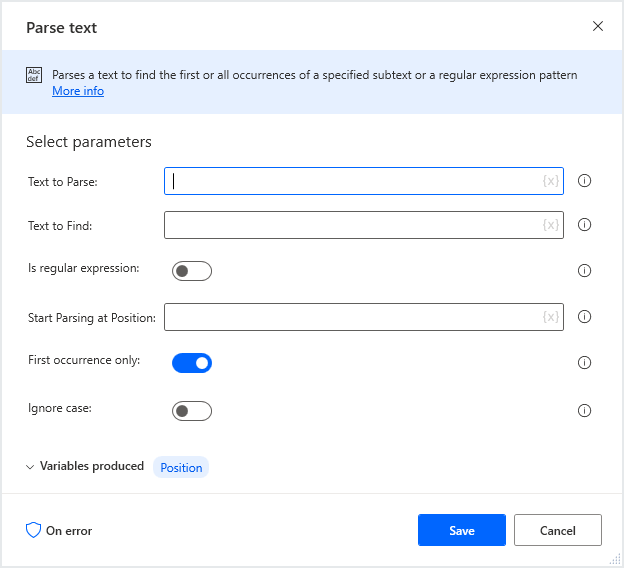 Parse text
Abc
def
Parses a text to find the first or all occurrences of a specified subtext or a regular expression pattern
More info
Select parameters
Text to Parse: {x}
Text to Find: {x}
Is regular expression:
Start Parsing at Position: {x}
First occurrence only:
Ignore case:
Variables produced Position
On error Save Cancel